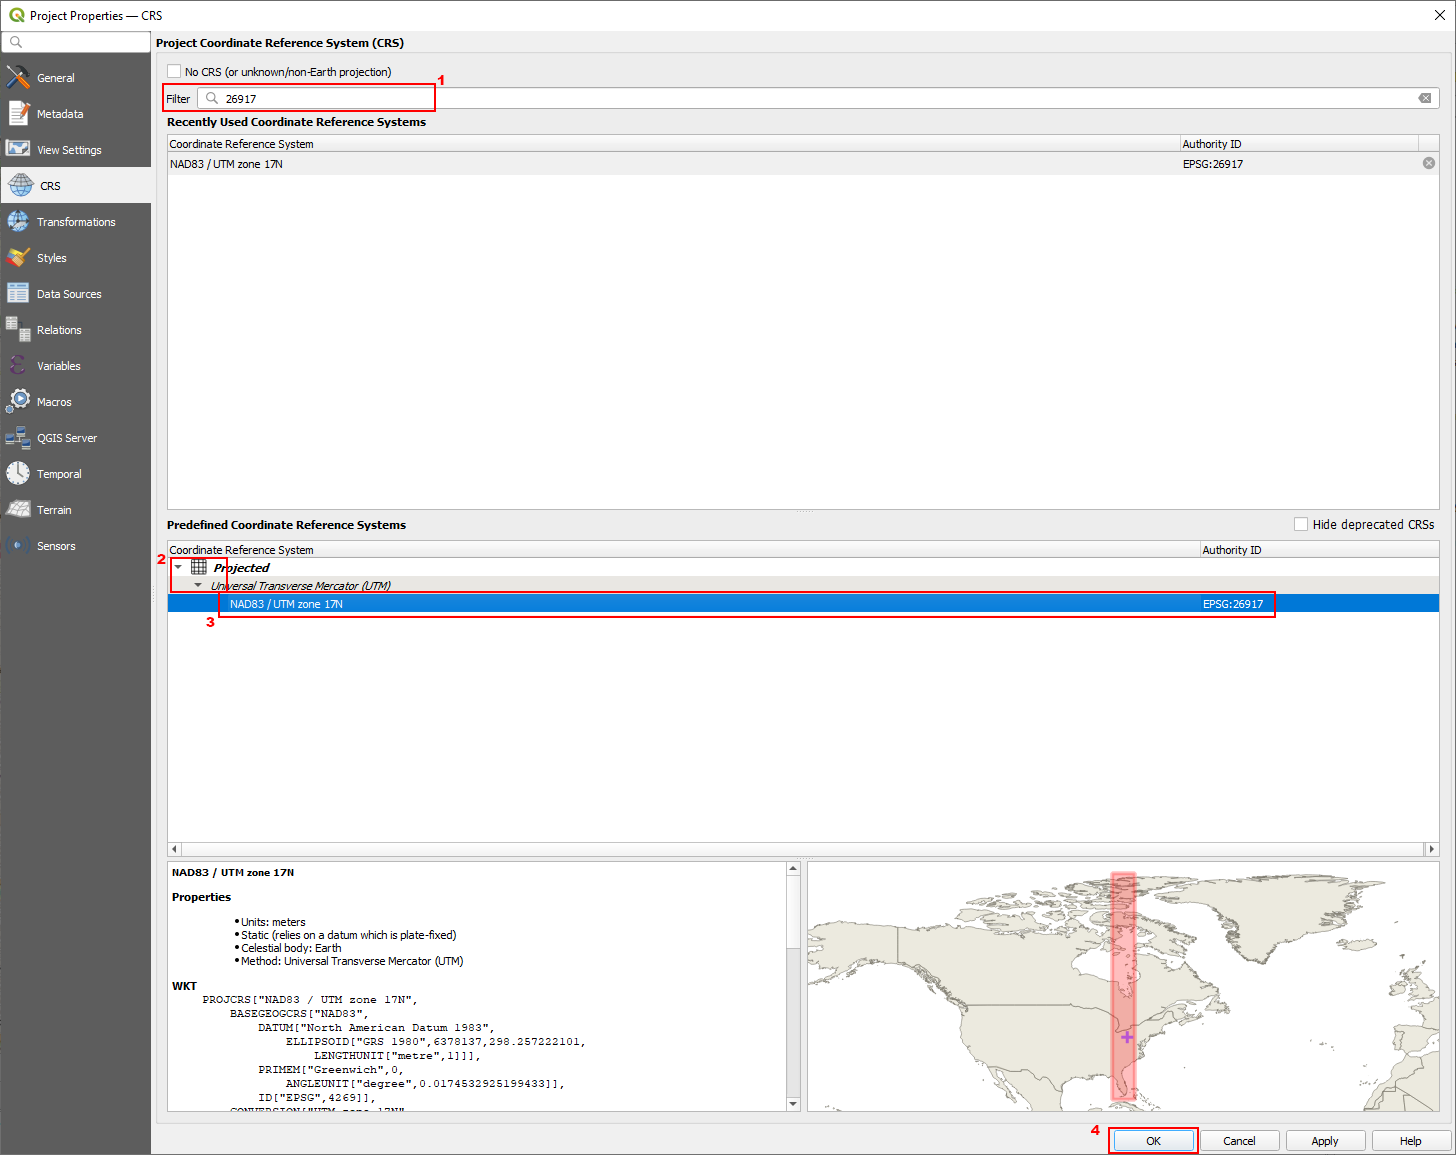 Project Properties — CRS
Project Coordinate Reference System (CRS)
No CRS (or unknown/non-Earth projection)
1
Filter 26917
General
Metadata
View Settings
CRS
Transformations
Styles
Data Sources
Relations
Variables
Macros
QGIS Server
Temporal
Terrain
Sensors
Recently Used Coordinate Reference Systems
Coordinate Reference System Authority ID
NAD83 / UTM zone 17N EPSG:26917
Predefined Coordinate Reference Systems Hide deprecated CRSs
Coordinate Reference System Authority ID
2
Projected
Universal Transverse Mercator (UTM)
NAD83 / UTM zone 17N EPSG:26917
3
NAD83 / UTM zone 17N
Properties
• Units: meters
• Static (relies on a datum which is plate-fixed)
• Celestial body: Earth
• Method: Universal Transverse Mercator (UTM)
WKT
PROJCRS["NAD83 / UTM zone 17N",
BASEGEOGCRS["NAD83",
DATUM["North American Datum 1983",
ELLIPSOID["GRS 1980",6378137,298.257222101,
LENGTHUNIT["metre",1]]],
PRIMEM["Greenwich",0,
ANGLEUNIT["degree",0.0174532925199433]],
ID["EPSG",4269]],
CONVERSION["UTM zone 17N"
4
OK Cancel Apply Help